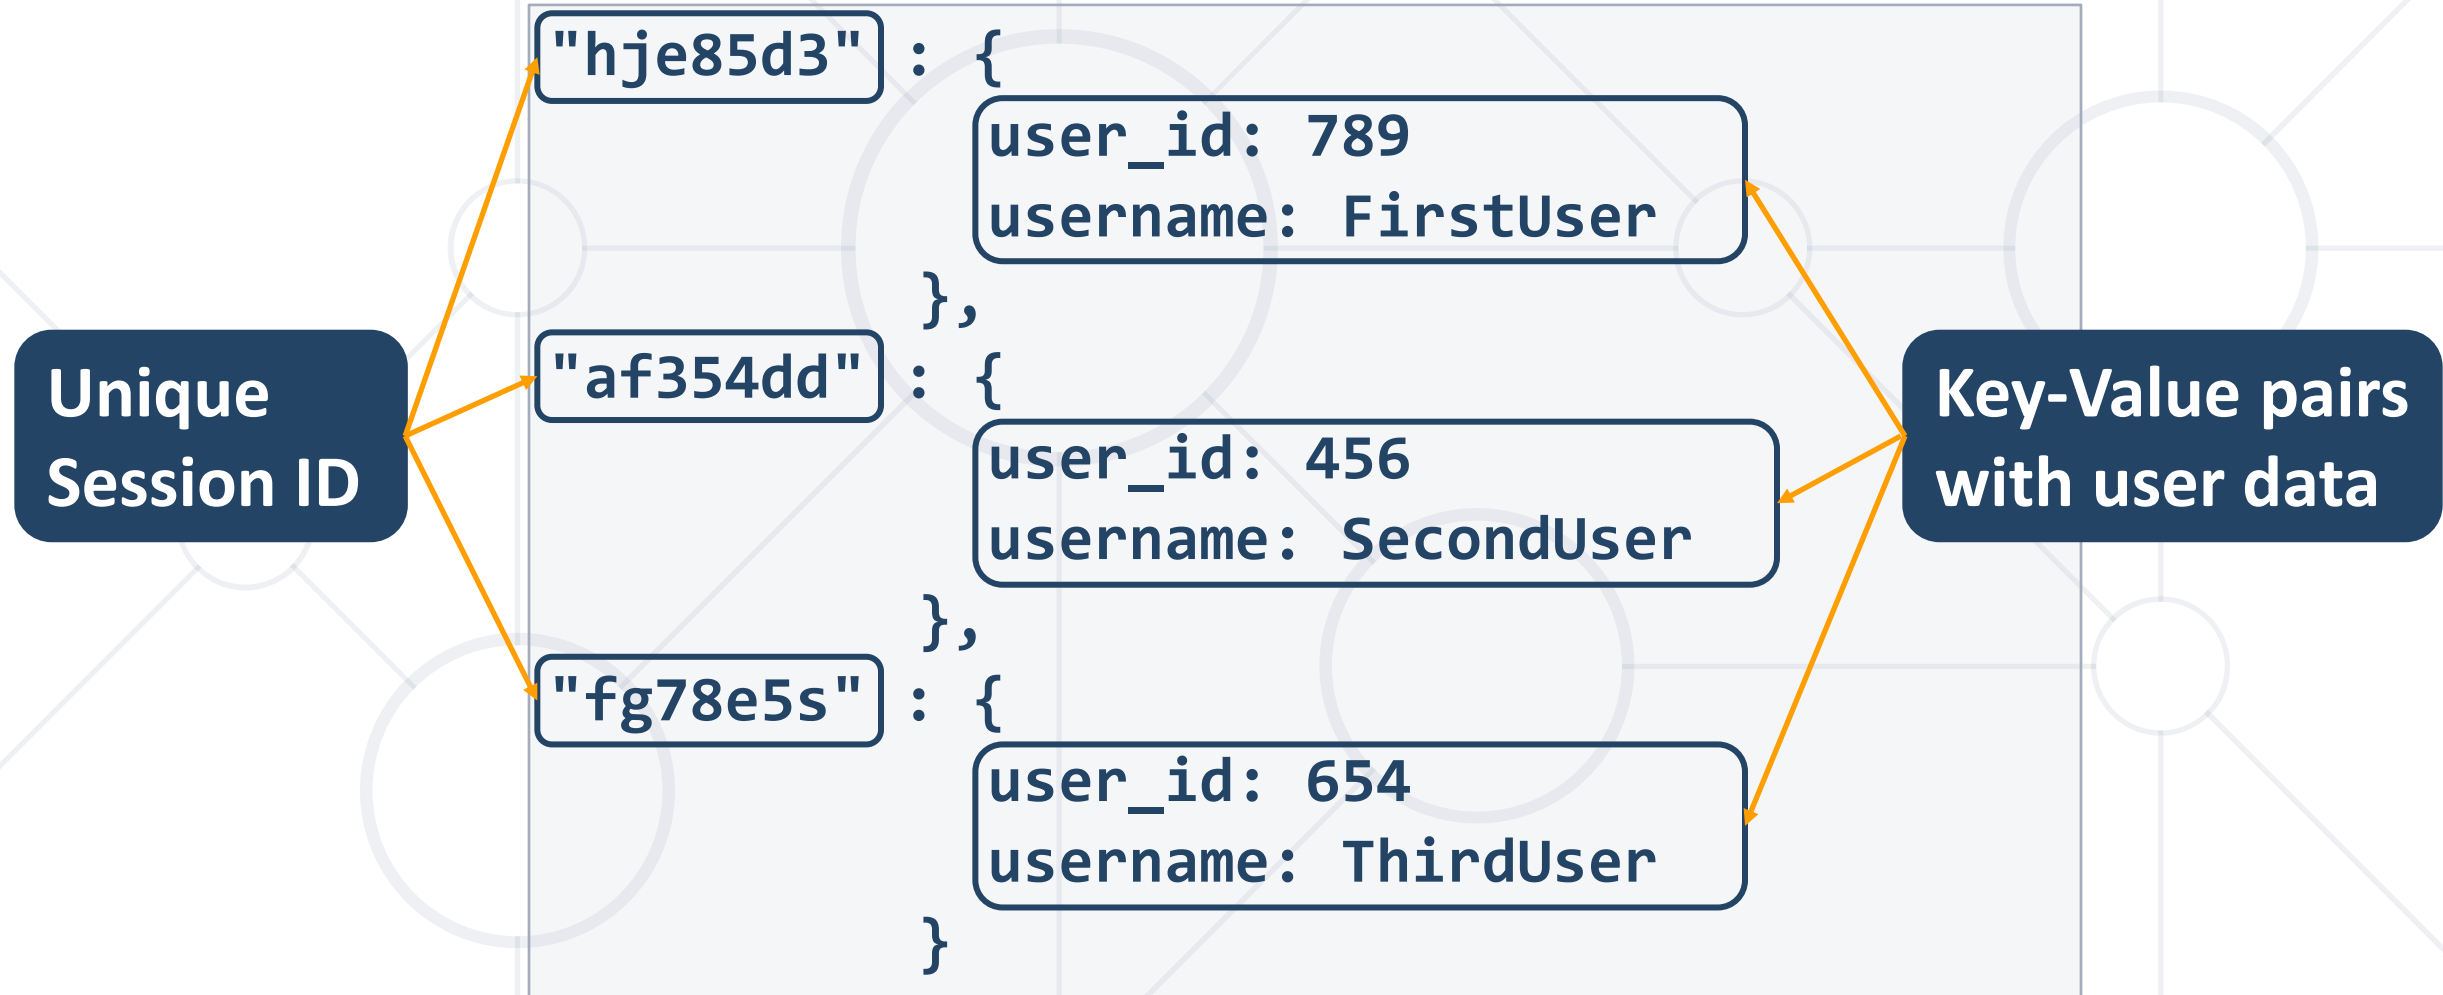 "hje85d3" : {
user_id: 789
username: FirstUser
},
"af354dd" : {
user_id: 456
username: SecondUser
},
"fg78e5s" : {
user_id: 654
username: ThirdUser
}
Unique
Session ID
Key-Value pairs
with user data